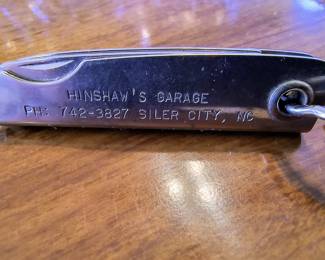 HINSHAW'S GARAGE
PH: 742-3827 SILER CITY, NC